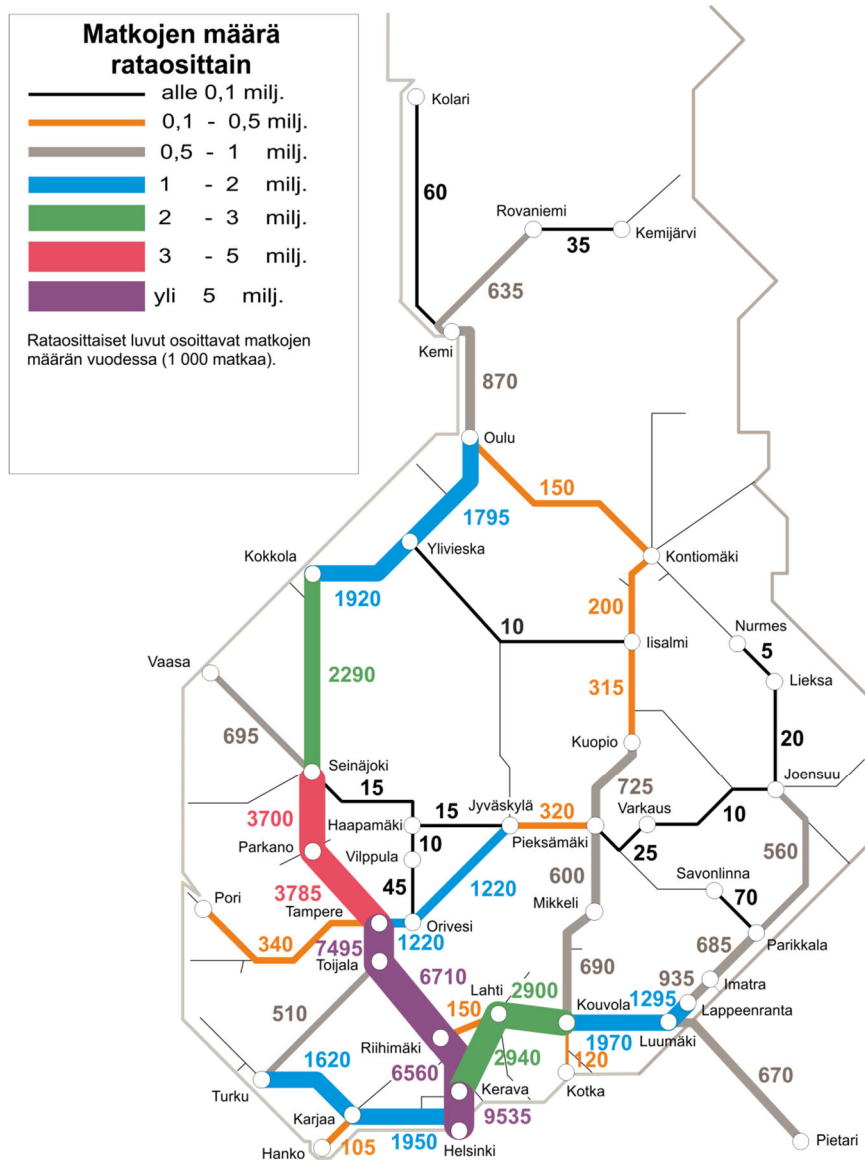 Matkojen määrä
rataosittain
alle 0,1 milj.
0,1 - 0,5 milj.
0,5 - 1 milj.
1 - 2 milj.
2 - 3 milj.
3 - 5 milj.
yli 5 milj.
Rataosittaiset luvut osoittavat matkojen
määrän vuodessa (1 000 matkaa).
Kolari
60
Rovaniemi
Kemijärvi
35
635
Kemi
870
Oulu
150
1795
Ylivieska
Kontiomäki
Kokkola
1920
200
10
Nurmes
Iisalmi
5
Vaasa
2290
315
Lieksa
695
Kuopio
20
Seinäjoki
725
Joensuu
15
3700
Haapamäki
15
Jyväskylä
320
Varkaus
10
Parkano
10
Pieksämäki
25
560
Vilppula
600
Savonlinna
3785
45
1220
70
Pori
Tampere
Mikkeli
1220
Orivesi
340
7495
685
Parikkala
Toijala
6710
690
935
Imatra
Lahti
2900
1295
Lappeenranta
510
150
Kouvola
Riihimäki
1970
Luumäki
2940
120
1620
6560
670
Turku
Kerava
Kotka
Karjaa
9535
Hanko
105
1950
Helsinki
Pietari